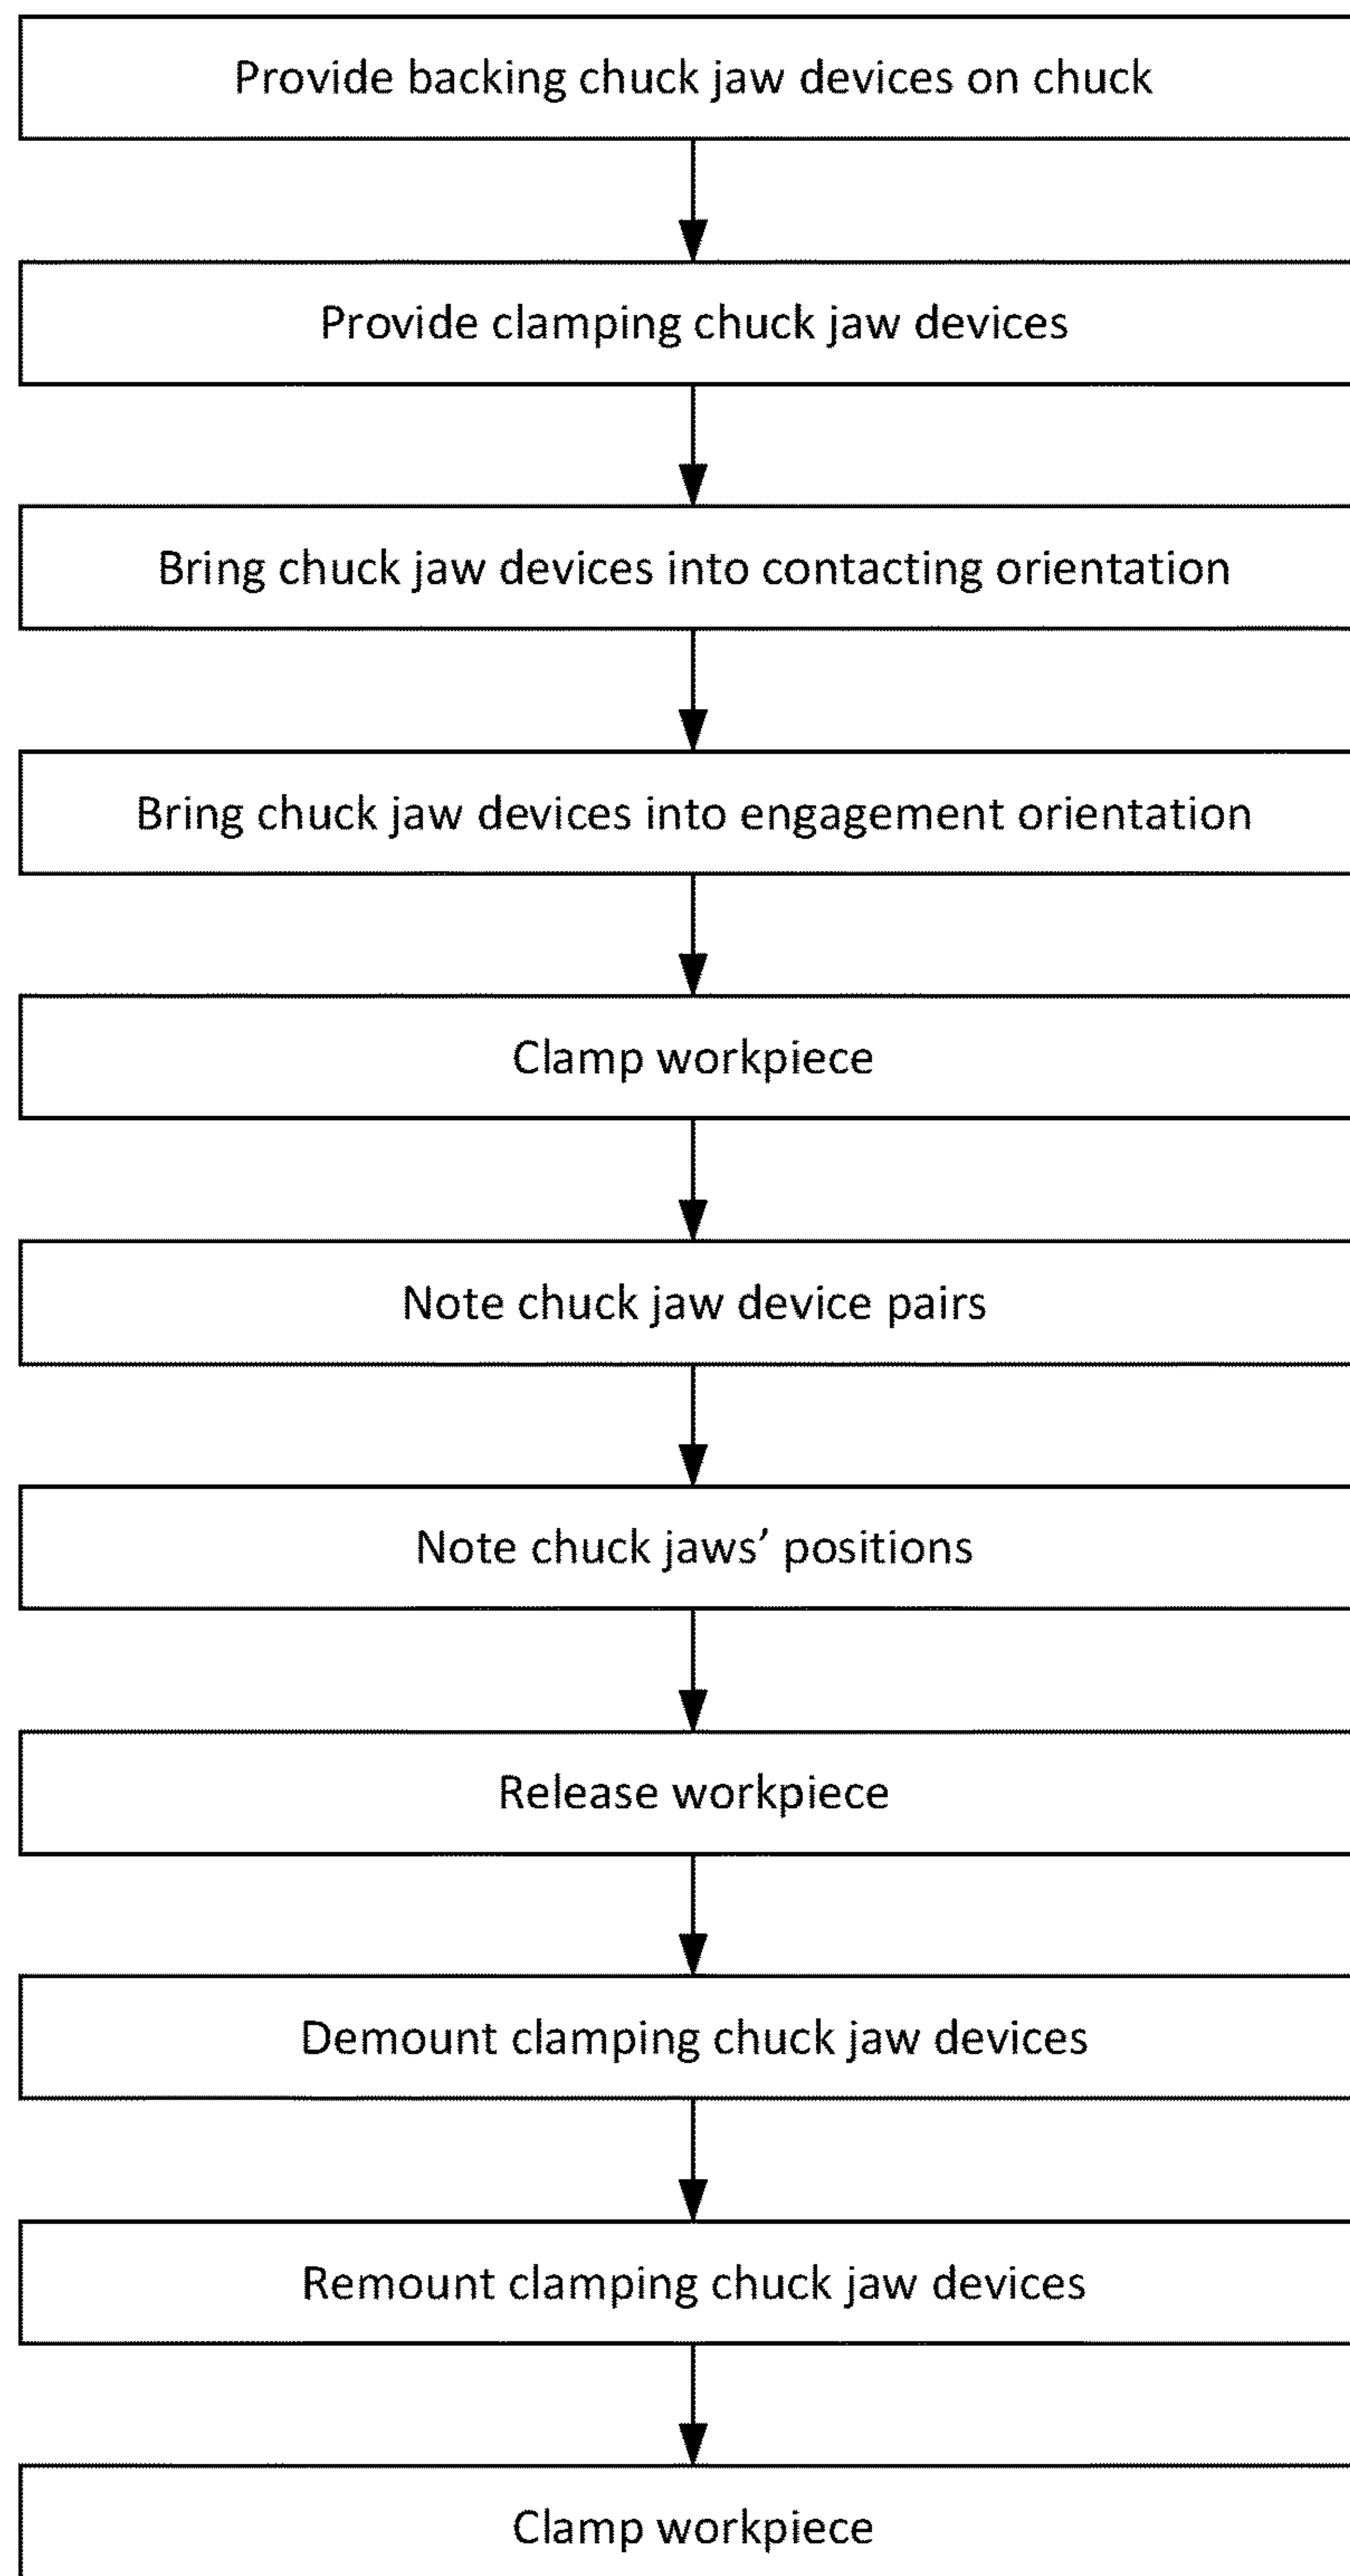 Provide backing chuck jaw devices on chuck
Provide clamping chuck jaw devices
Bring chuck jaw devices into contacting orientation
Bring chuck jaw devices into engagement orientation
Clamp workpiece
Note chuck jaw device pairs
Note chuck jaws’ positions
Release workpiece
Demount clamping chuck jaw devices
Remount clamping chuck jaw devices
Clamp workpiece